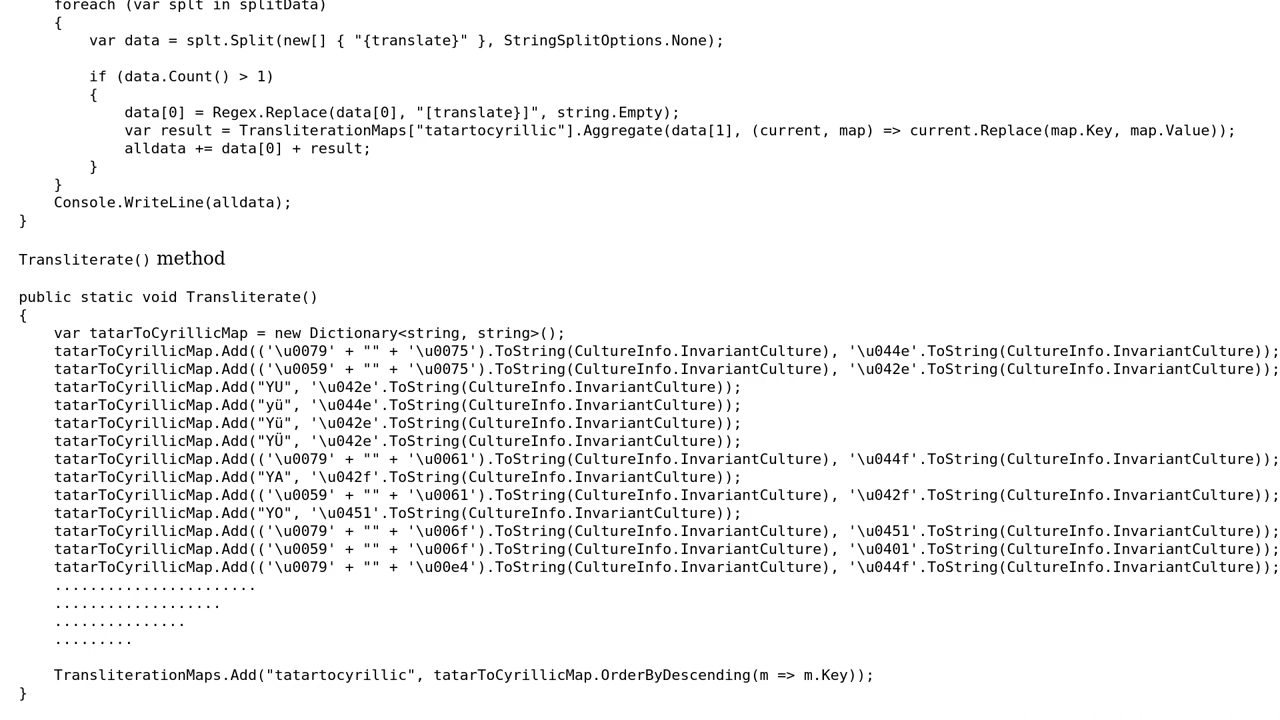 foreach (var splt in splitData)
{
var data = splt.Split(new[] { "{translate}" }, StringSplitOptions.None);
if (data.Count() > 1)
{
data[0] = Regex.Replace(data[0], "[translate}]", string.Empty);
var result = TransliterationMaps["tatartocyrillic"].Aggregate(data[1], (current, map) => current.Replace(map.Key, map.Value));
alldata += data[0] + result;
}
}
Console.WriteLine(alldata);
}
Transliterate() method
public static void Transliterate()
{
var tatarToCyrillicMap = new Dictionary<string, string>();
tatarToCyrillicMap.Add(('\u0079' + "" + '\u0075').ToString(CultureInfo.InvariantCulture), '\u044e'.ToString(CultureInfo.InvariantCulture));
tatarToCyrillicMap.Add(('\u0059' + "" + '\u0075').ToString(CultureInfo.InvariantCulture), '\u042e'.ToString(CultureInfo.InvariantCulture));
tatarToCyrillicMap.Add("YU", '\u042e'.ToString(CultureInfo.InvariantCulture));
tatarToCyrillicMap.Add("yü", '\u044e'.ToString(CultureInfo.InvariantCulture));
tatarToCyrillicMap.Add("Yü", '\u042e'.ToString(CultureInfo.InvariantCulture));
tatarToCyrillicMap.Add("YÜ", '\u042e'.ToString(CultureInfo.InvariantCulture));
tatarToCyrillicMap.Add(('\u0079' + "" + '\u0061').ToString(CultureInfo.InvariantCulture), '\u044f'.ToString(CultureInfo.InvariantCulture));
tatarToCyrillicMap.Add("YA", '\u042f'.ToString(CultureInfo.InvariantCulture));
tatarToCyrillicMap.Add(('\u0059' + "" + '\u0061').ToString(CultureInfo.InvariantCulture), '\u042f'.ToString(CultureInfo.InvariantCulture));
tatarToCyrillicMap.Add("YO", '\u0451'.ToString(CultureInfo.InvariantCulture));
tatarToCyrillicMap.Add(('\u0079' + "" + '\u006f').ToString(CultureInfo.InvariantCulture), '\u0451'.ToString(CultureInfo.InvariantCulture));
tatarToCyrillicMap.Add(('\u0059' + "" + '\u006f').ToString(CultureInfo.InvariantCulture), '\u0401'.ToString(CultureInfo.InvariantCulture));
tatarToCyrillicMap.Add(('\u0079' + "" + '\u00e4').ToString(CultureInfo.InvariantCulture), '\u044f'.ToString(CultureInfo.InvariantCulture));
.......................
...................
...............
.........
TransliterationMaps.Add("tatartocyrillic", tatarToCyrillicMap.OrderByDescending(m => m.Key));
}